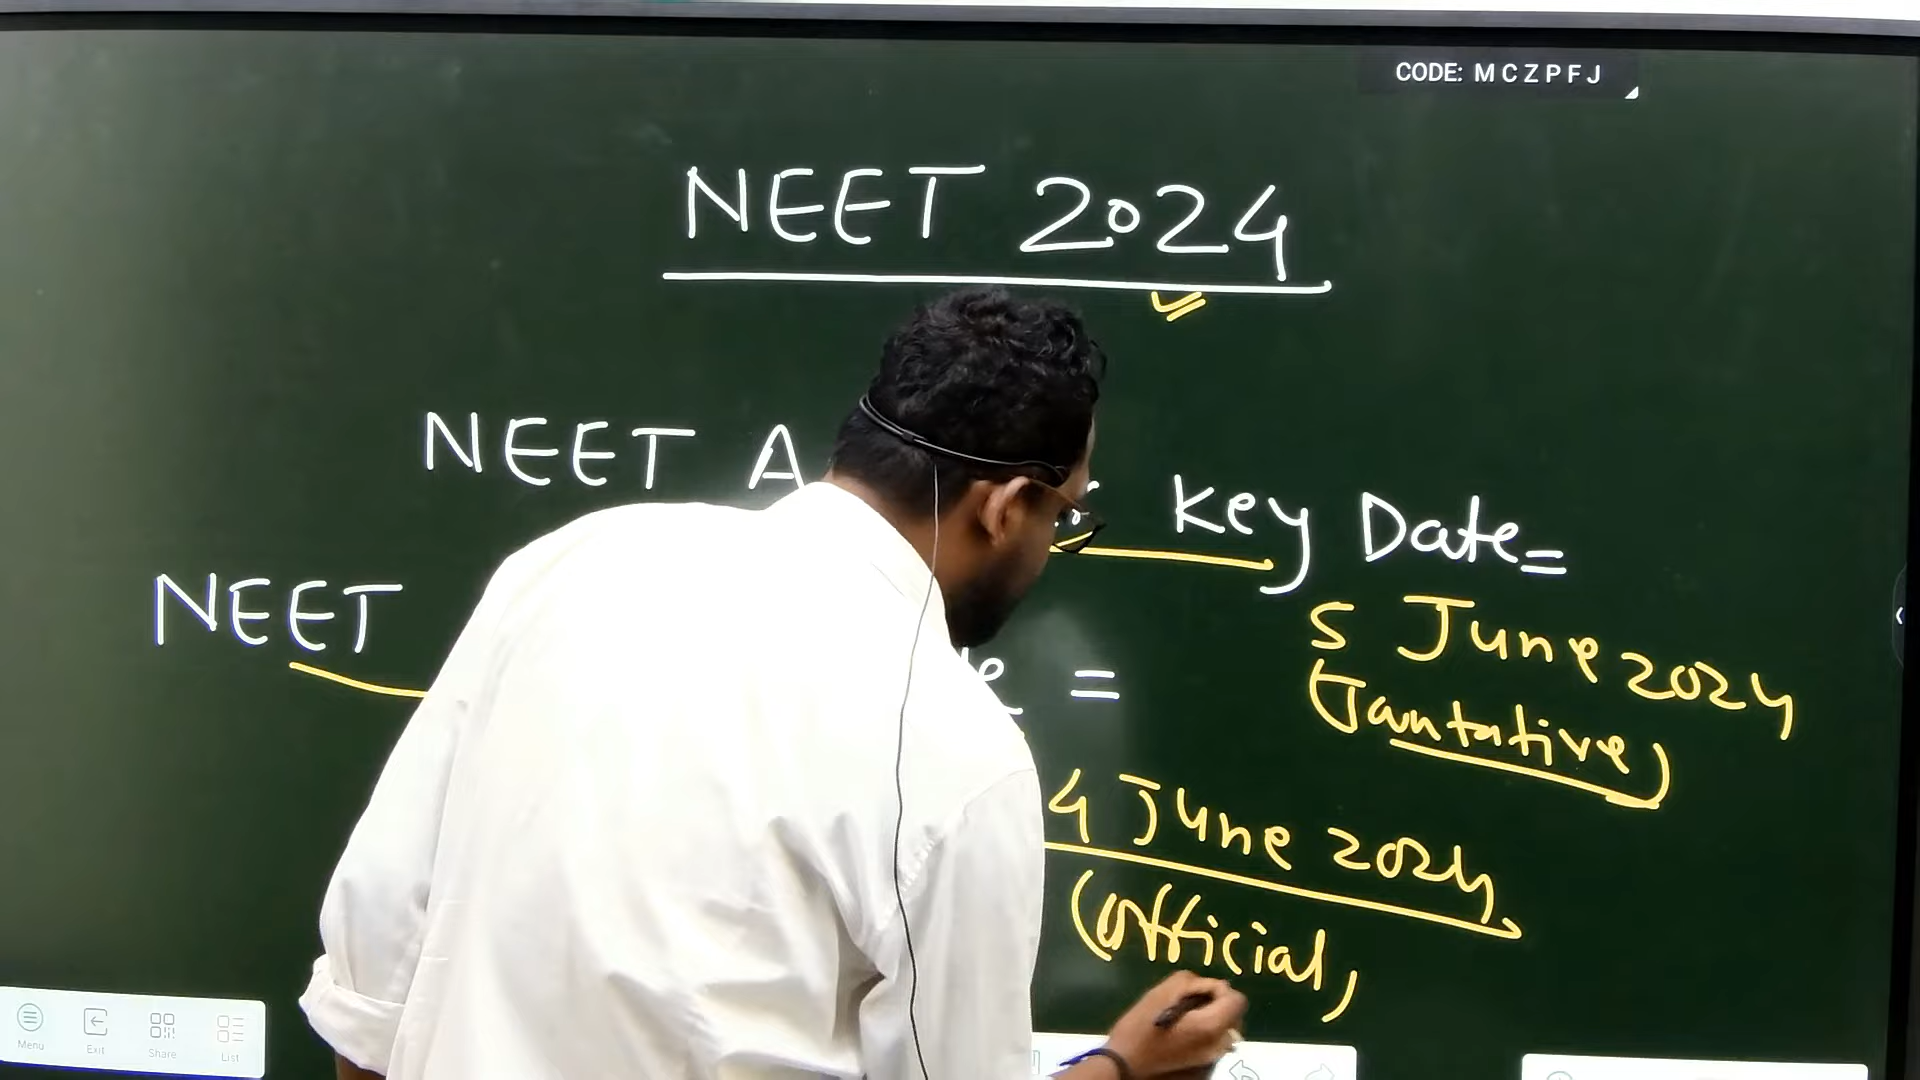 CODE: MCZPFJ
NEET 2024
NEET A Key Date=
5 June 2024
(Tantative)
NEET =
4 June 2024
(official)
Menu Exit Share List